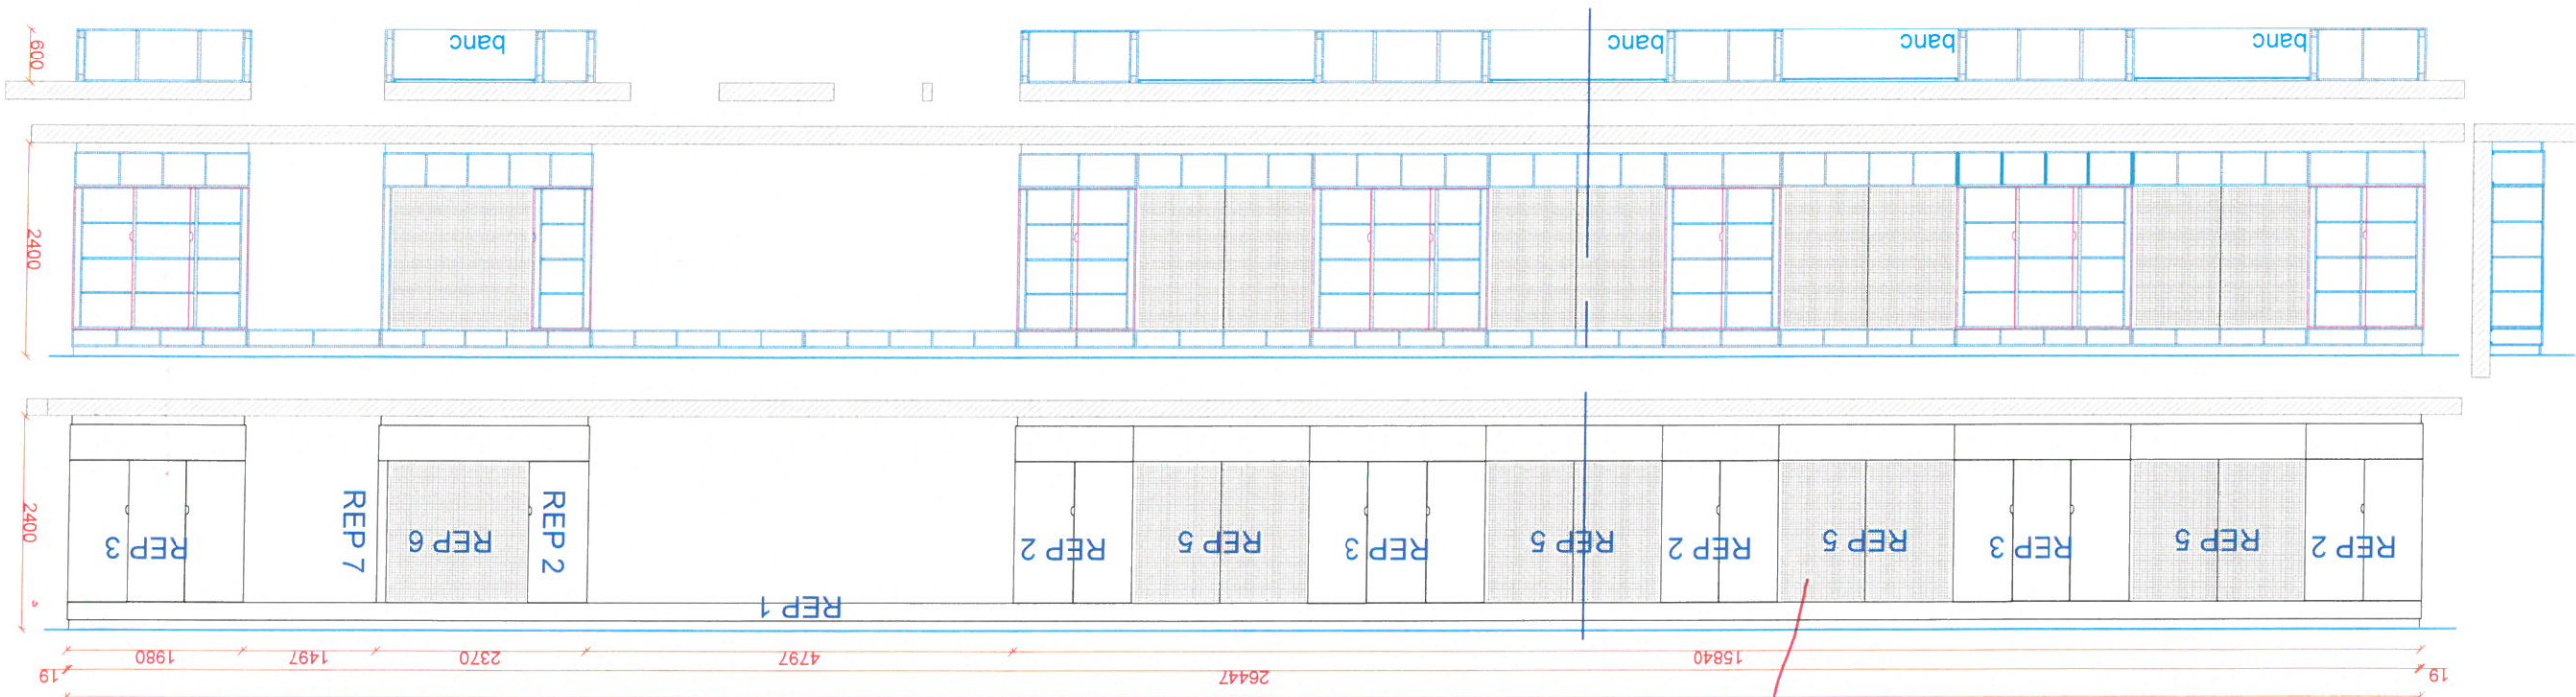 19 26447 19
15840 4797 2370 1497 1980
REP 1
REP 2 REP 5 REP 3 REP 5 REP 2 REP 5 REP 3 REP 5 REP 2 REP 2 REP 6 REP 7 REP 3
2400
2400
banc banc banc banc
600